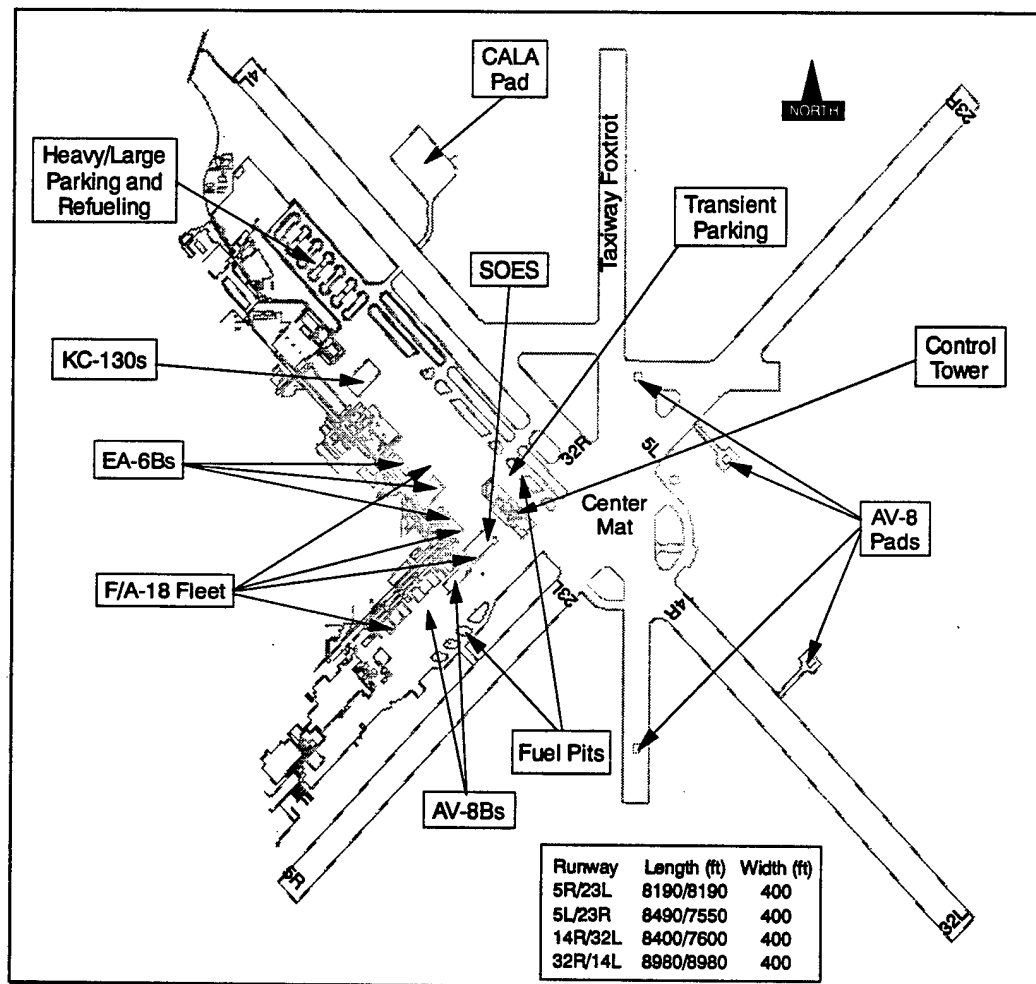 CALA
Pad
NORTH
4L
23R
Heavy/Large
Parking and
Refueling
Taxiway Foxtrot
Transient
Parking
SOES
KC-130s
Control
Tower
32R
5L
EA-6Bs
Center
Mat
AV-8
Pads
F/A-18 Fleet
23L
14R
Fuel Pits
AV-8Bs
5R
32L
Runway Length (ft) Width (ft)
5R/23L 8190/8190 400
5L/23R 8490/7550 400
14R/32L 8400/7600 400
32R/14L 8980/8980 400